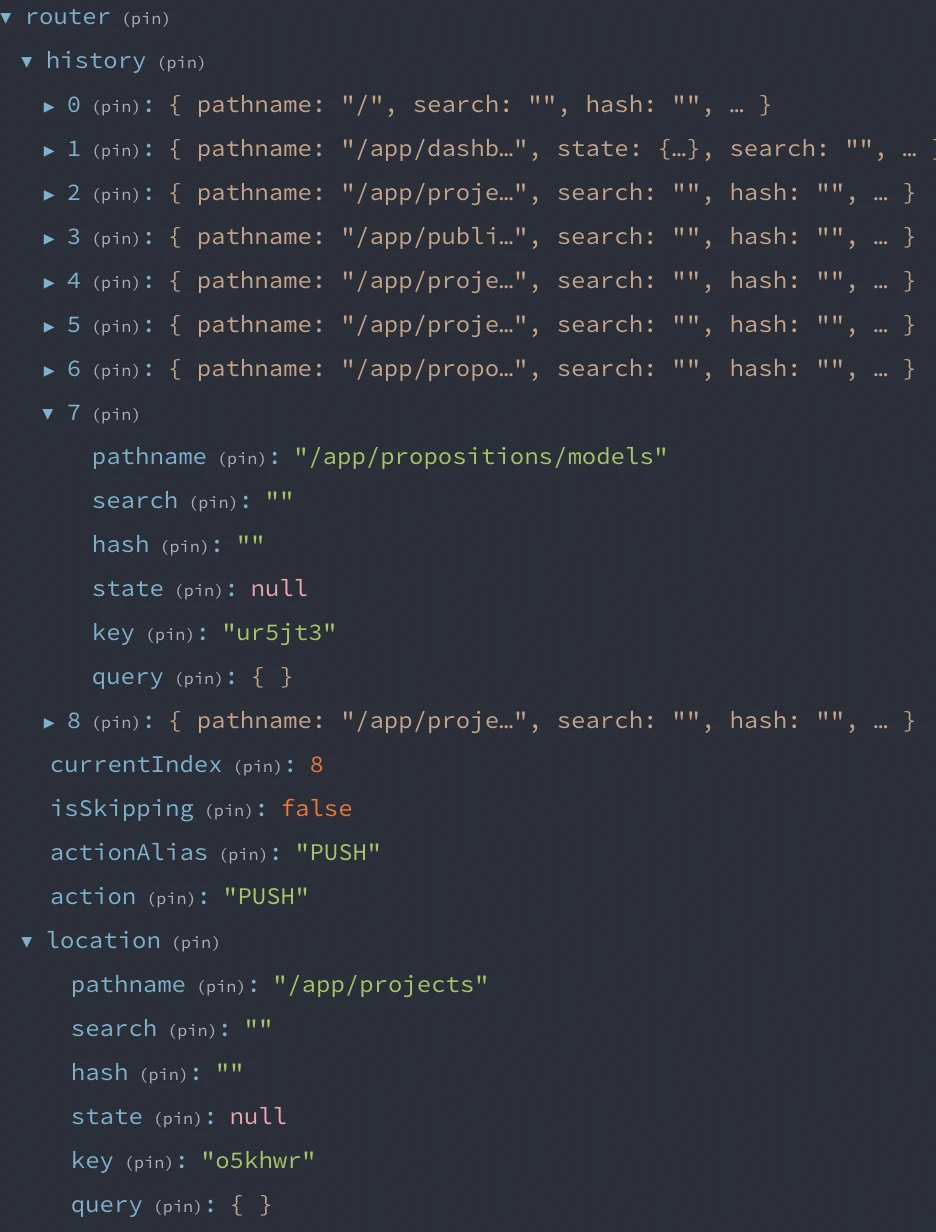 ▼ router (pin)
▼ history (pin)
▶ 0 (pin): { pathname: "/", search: "", hash: "", … }
▶ 1 (pin): { pathname: "/app/dashb…", state: {…}, search: "", … }
▶ 2 (pin): { pathname: "/app/proje…", search: "", hash: "", … }
▶ 3 (pin): { pathname: "/app/publi…", search: "", hash: "", … }
▶ 4 (pin): { pathname: "/app/proje…", search: "", hash: "", … }
▶ 5 (pin): { pathname: "/app/proje…", search: "", hash: "", … }
▶ 6 (pin): { pathname: "/app/propo…", search: "", hash: "", … }
▼ 7 (pin)
pathname (pin): "/app/propositions/models"
search (pin): ""
hash (pin): ""
state (pin): null
key (pin): "ur5jt3"
query (pin): { }
▶ 8 (pin): { pathname: "/app/proje…", search: "", hash: "", … }
currentIndex (pin): 8
isSkipping (pin): false
actionAlias (pin): "PUSH"
action (pin): "PUSH"
▼ location (pin)
pathname (pin): "/app/projects"
search (pin): ""
hash (pin): ""
state (pin): null
key (pin): "o5khwr"
query (pin): { }